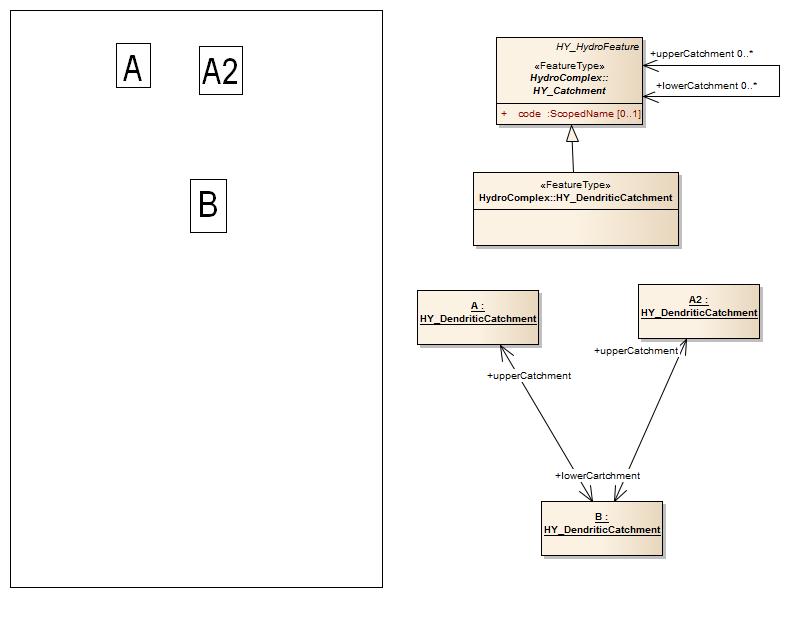 A
A2
B
HY_HydroFeature
«FeatureType»
HydroComplex::
HY_Catchment
+ code :ScopedName [0..1]
+upperCatchment 0..*
+lowerCatchment 0..*
«FeatureType»
HydroComplex::HY_DendriticCatchment
A :
HY_DendriticCatchment
A2 :
HY_DendriticCatchment
+upperCatchment
+upperCatchment
+lowerCartchment
B :
HY_DendriticCatchment